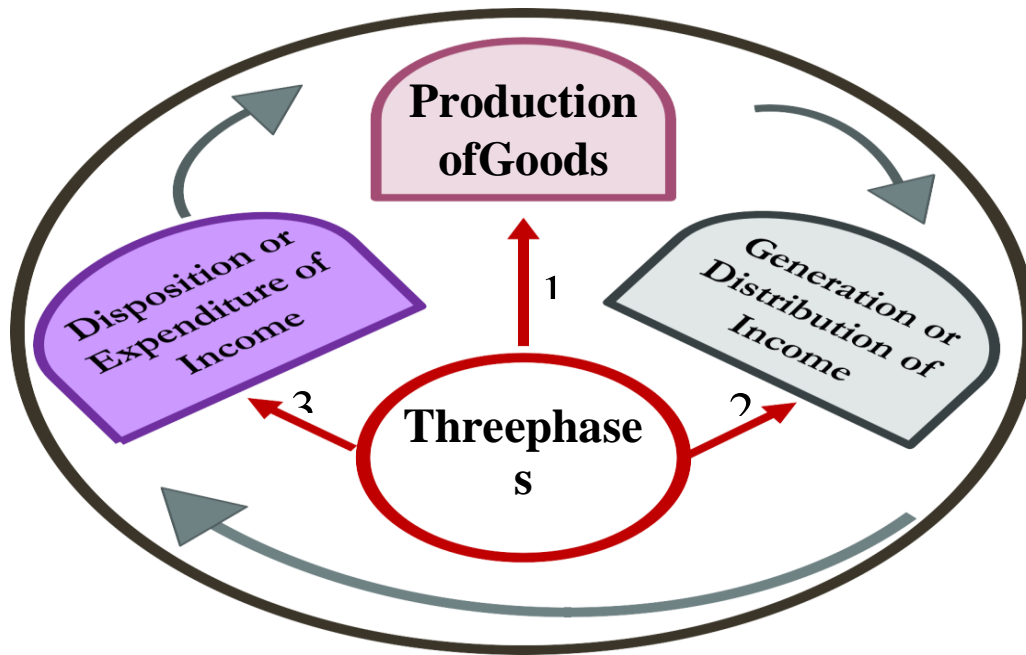 Production
ofGoods
1
Generation or
Distribution of
Income
2
Disposition or
Expenditure of
Income
3
Threephase
s